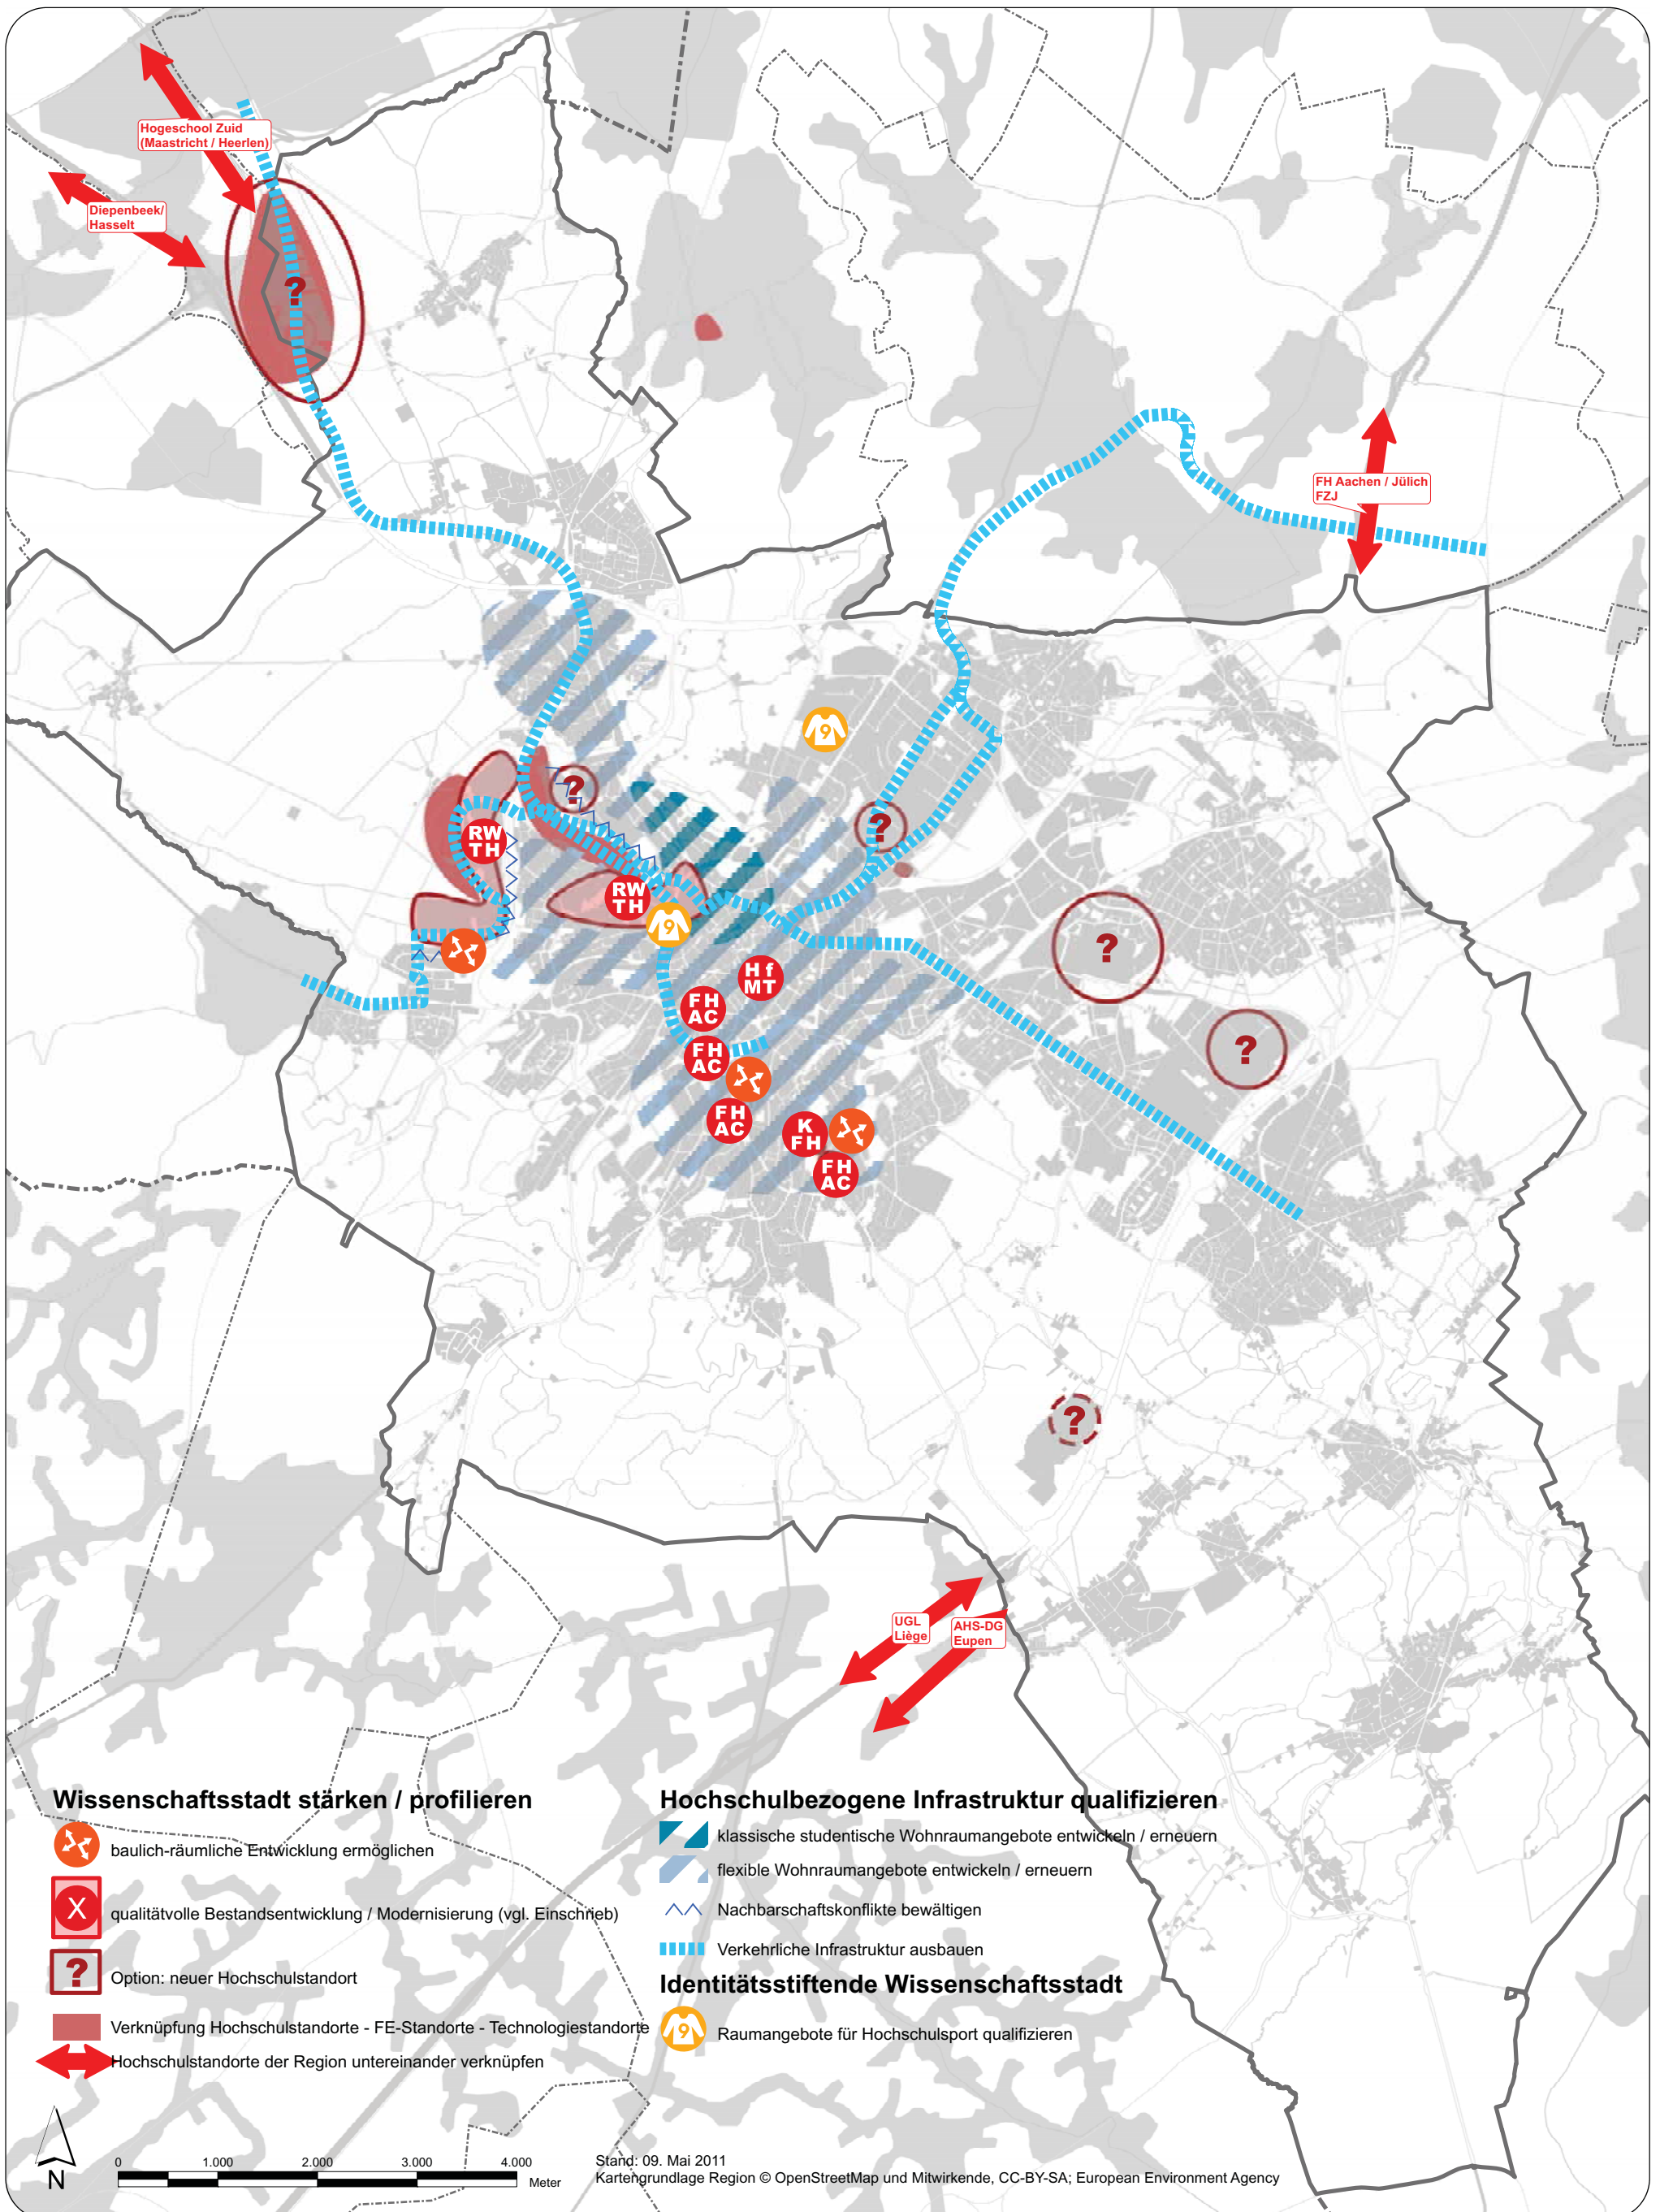 Hogeschool Zuid
(Maastricht / Heerlen)
Diepenbeek/
Hasselt
?
FH Aachen / Jülich
FZJ
9
?
?
RW
TH
RW
TH
9
?
H f
MT
FH
AC
?
FH
AC
FH
AC
K
FH
FH
AC
?
UGL
Liège
AHS-DG
Eupen
Wissenschaftsstadt stärken / profilieren
baulich-räumliche Entwicklung ermöglichen
X
qualitätvolle Bestandsentwicklung / Modernisierung (vgl. Einschrieb)
?
Option: neuer Hochschulstandort
Verknüpfung Hochschulstandorte - FE-Standorte - Technologiestandorte
Hochschulstandorte der Region untereinander verknüpfen
Hochschulbezogene Infrastruktur qualifizieren
klassische studentische Wohnraumangebote entwickeln / erneuern
flexible Wohnraumangebote entwickeln / erneuern
Nachbarschaftskonflikte bewältigen
Verkehrliche Infrastruktur ausbauen
Identitätsstiftende Wissenschaftsstadt
9
Raumangebote für Hochschulsport qualifizieren
N
0 1.000 2.000 3.000 4.000
Meter
Stand: 09. Mai 2011
Kartengrundlage Region © OpenStreetMap und Mitwirkende, CC-BY-SA; European Environment Agency